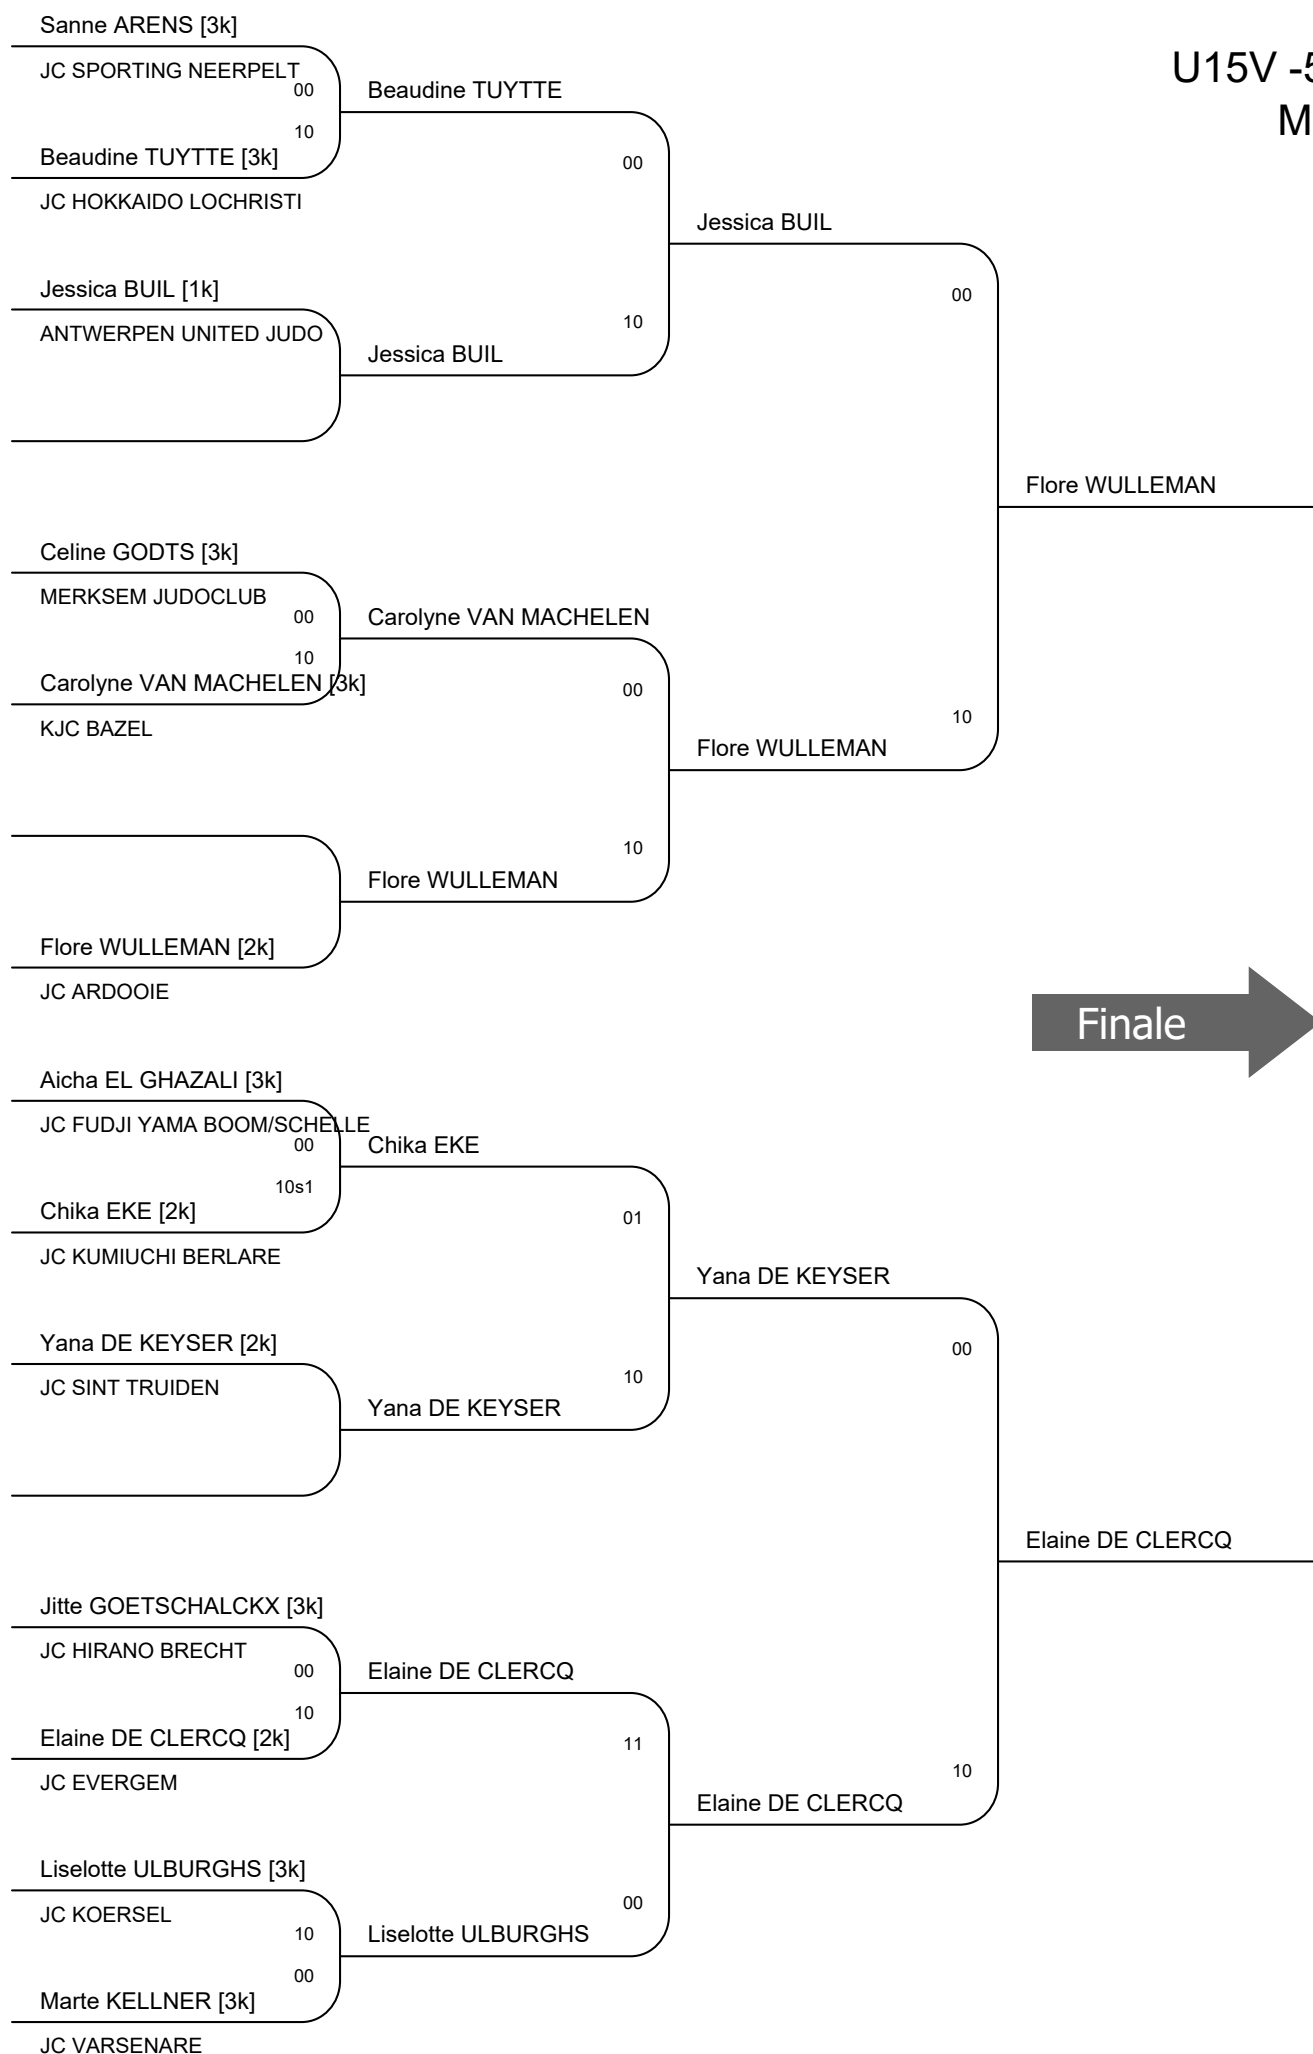 Sanne ARENS [3k]
JC SPORTING NEERPELT
00
10
Beaudine TUYTTE [3k]
JC HOKKAIDO LOCHRISTI
Jessica BUIL [1k]
ANTWERPEN UNITED JUDO
Celine GODTS [3k]
MERKSEM JUDOCLUB
00
10
Carolyne VAN MACHELEN [3k]
KJC BAZEL
Flore WULLEMAN [2k]
JC ARDOOIE
Aicha EL GHAZALI [3k]
JC FUDJI YAMA BOOM/SCHELLE
00
10s1
Chika EKE [2k]
JC KUMIUCHI BERLARE
Yana DE KEYSER [2k]
JC SINT TRUIDEN
Jitte GOETSCHALCKX [3k]
JC HIRANO BRECHT
00
10
Elaine DE CLERCQ [2k]
JC EVERGEM
Liselotte ULBURGHS [3k]
JC KOERSEL
10
00
Marte KELLNER [3k]
JC VARSENARE
Beaudine TUYTTE
00
10
Jessica BUIL
Carolyne VAN MACHELEN
00
10
Flore WULLEMAN
Chika EKE
01
10
Yana DE KEYSER
Elaine DE CLERCQ
11
00
Liselotte ULBURGHS
Jessica BUIL
00
10
Flore WULLEMAN
Yana DE KEYSER
00
10
Elaine DE CLERCQ
U15V -5
M
Flore WULLEMAN
Finale
Elaine DE CLERCQ